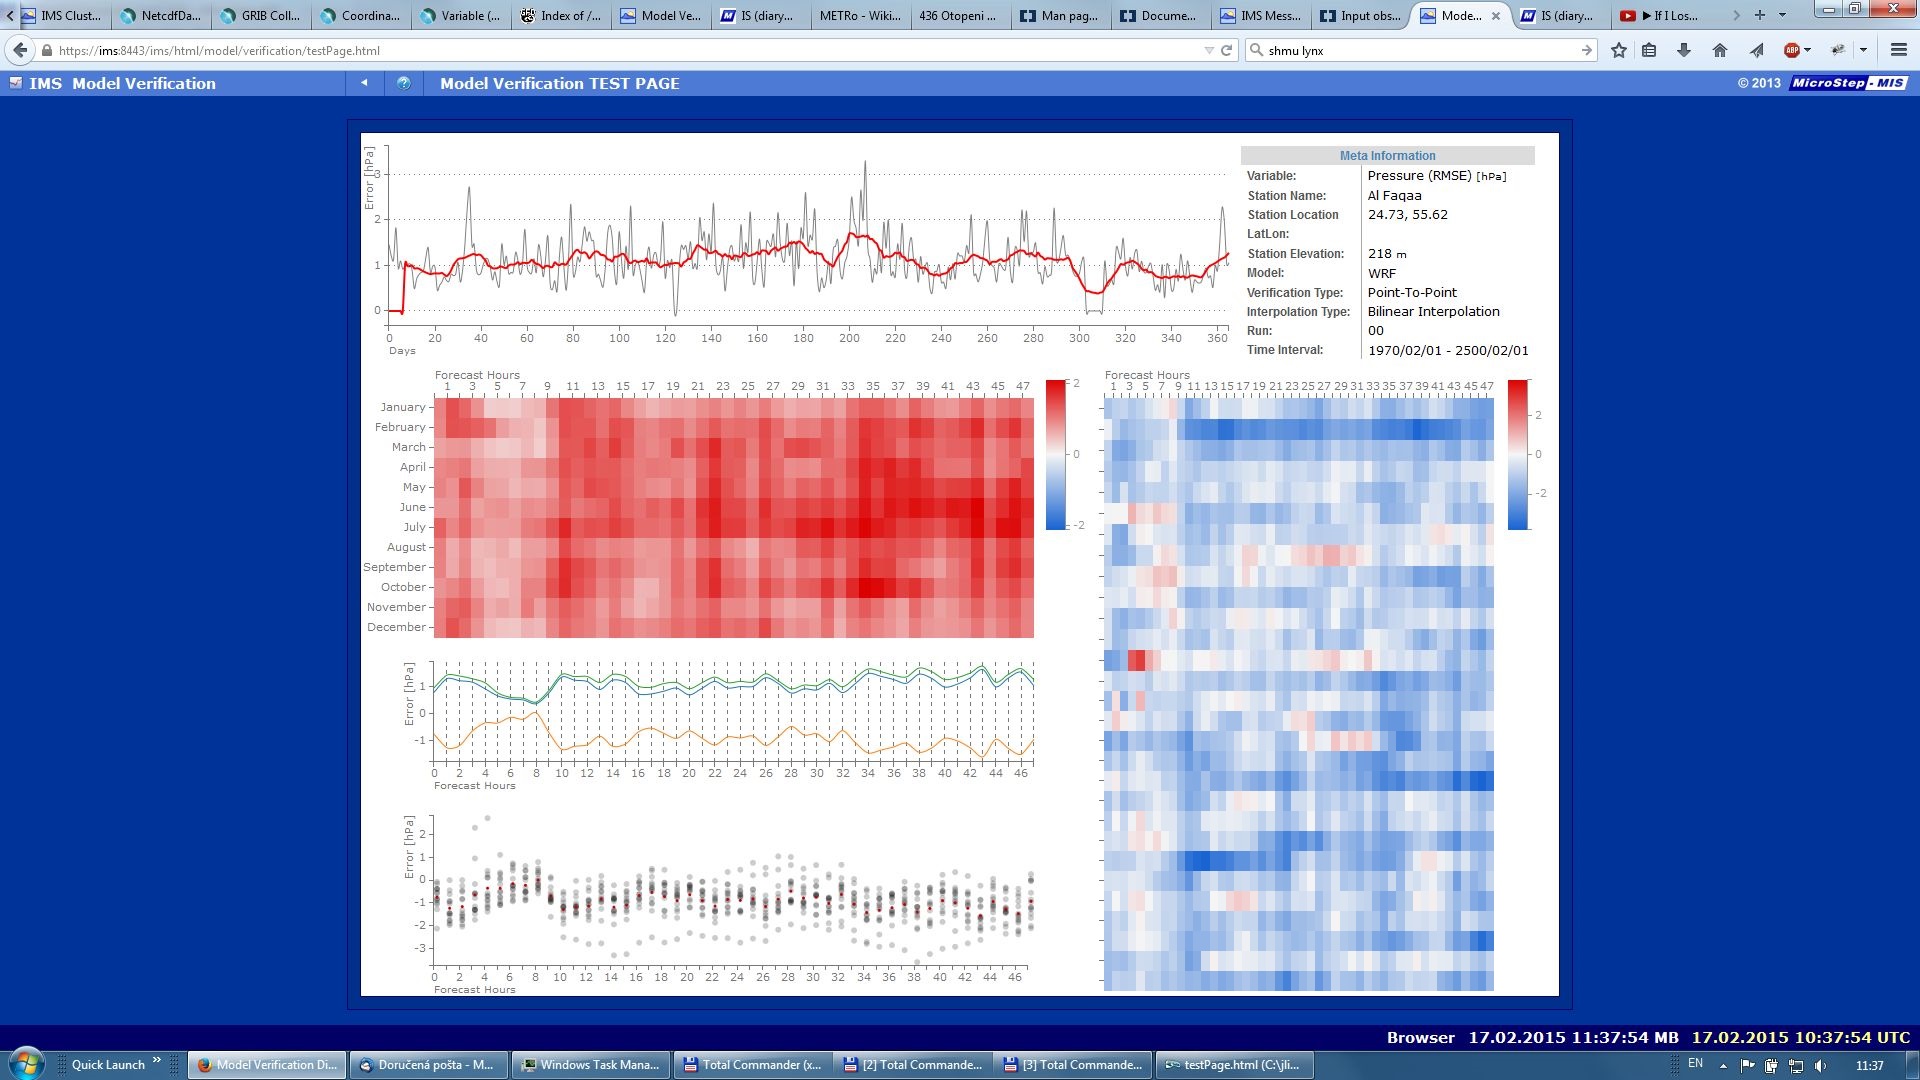 IMS Clust...
NetcdfDa...
GRIB Coll...
Coordina...
Variable (...
Index of /...
Model Ve...
IS (diary...
METRo - Wiki...
436 Otopeni ...
Man pag...
Docume...
IMS Mess...
Input obs...
Mode...
IS (diary...
▶ If I Los...
https://ims:8443/ims/html/model/verification/testPage.html
shmu lynx
ABP
IMS Model Verification
Model Verification TEST PAGE
© 2013 MicroStep-MIS
Error [hPa]
3
2
1
0
0 20 40 60 80 100 120 140 160 180 200 220 240 260 280 300 320 340 360
Days
Meta Information
Variable: Pressure (RMSE) [hPa]
Station Name: Al Faqaa
Station Location 24.73, 55.62
LatLon:
Station Elevation: 218 m
Model: WRF
Verification Type: Point-To-Point
Interpolation Type: Bilinear Interpolation
Run: 00
Time Interval: 1970/02/01 - 2500/02/01
Forecast Hours
1 3 5 7 9 11 13 15 17 19 21 23 25 27 29 31 33 35 37 39 41 43 45 47
January
February
March
April
May
June
July
August
September
October
November
December
2
0
-2
Forecast Hours
1 3 5 7 9 11 13 15 17 19 21 23 25 27 29 31 33 35 37 39 41 43 45 47
2
0
-2
Error [hPa]
1
0
-1
0 2 4 6 8 10 12 14 16 18 20 22 24 26 28 30 32 34 36 38 40 42 44 46
Forecast Hours
Error [hPa]
2
1
0
-1
-2
-3
0 2 4 6 8 10 12 14 16 18 20 22 24 26 28 30 32 34 36 38 40 42 44 46
Forecast Hours
Browser 17.02.2015 11:37:54 MB 17.02.2015 10:37:54 UTC
Quick Launch
Model Verification Di...
Doručená pošta - M...
Windows Task Mana...
Total Commander (x...
[2] Total Commande...
[3] Total Commande...
testPage.html (C:\jli...
EN
11:37